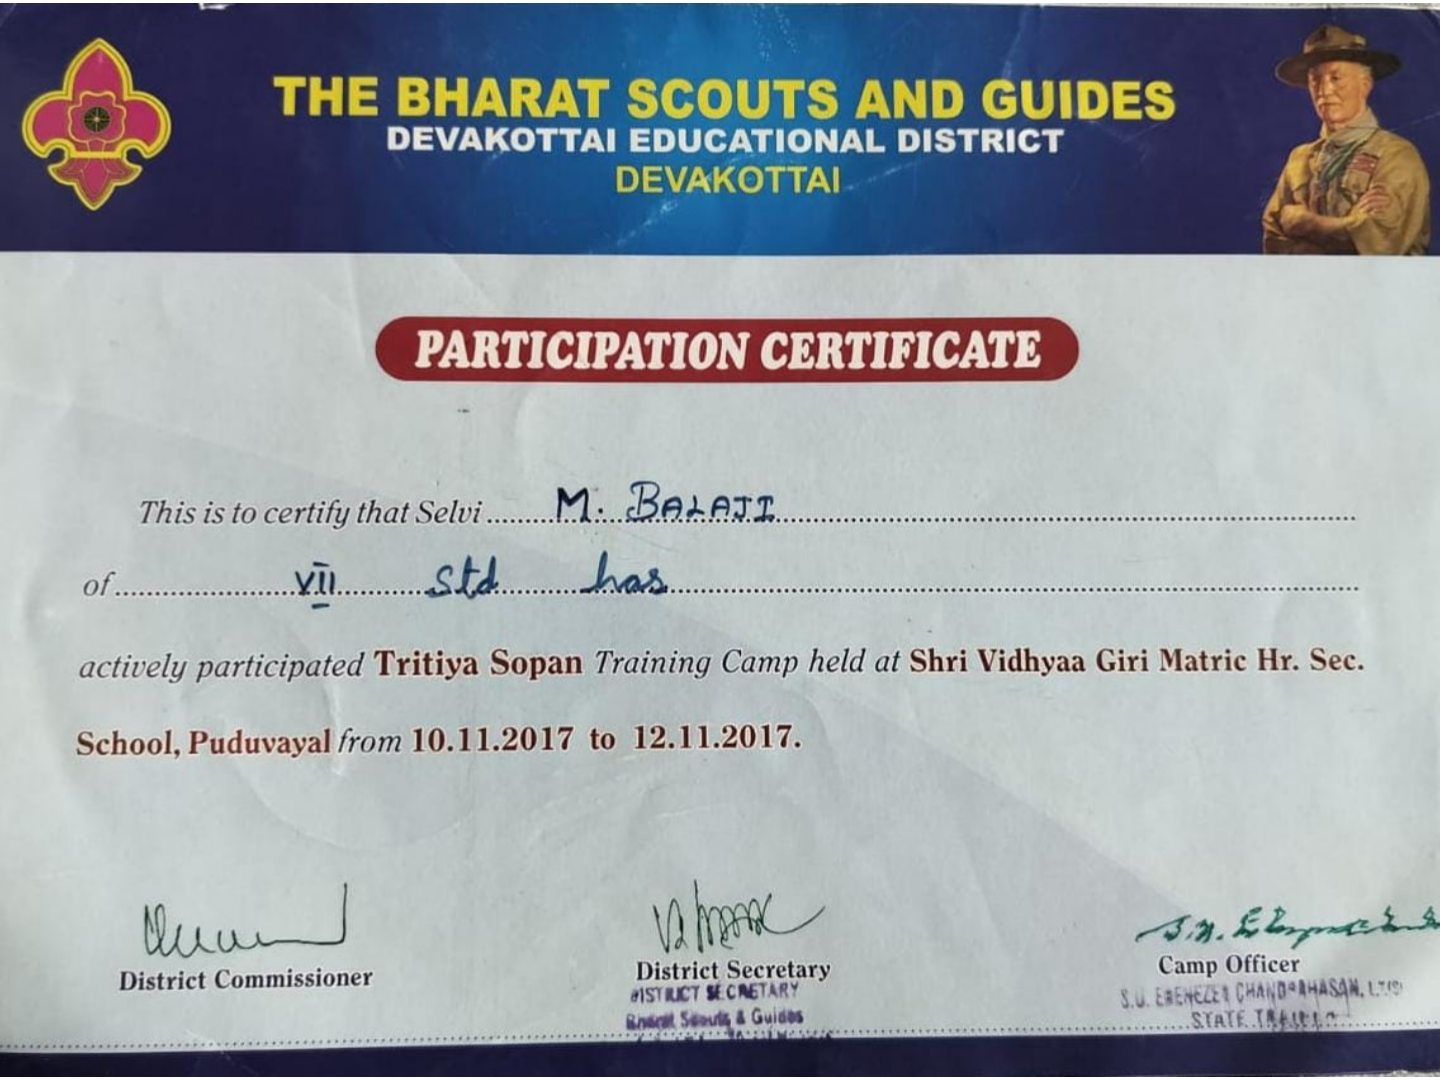 THE BHARAT SCOUTS AND GUIDES
DEVAKOTTAI EDUCATIONAL DISTRICT
DEVAKOTTAI
PARTICIPATION CERTIFICATE
This is to certify that Selvi M. BALAJI
of VII std has
actively participated Tritiya Sopan Training Camp held at Shri Vidhyaa Giri Matric Hr. Sec.
School, Puduvayal from 10.11.2017 to 12.11.2017.
District Commissioner
District Secretary
DISTRICT SECRETARY
Bharat Scouts & Guides
Camp Officer
S.U. EBENEZER CHANDRAHASAN,
STATE